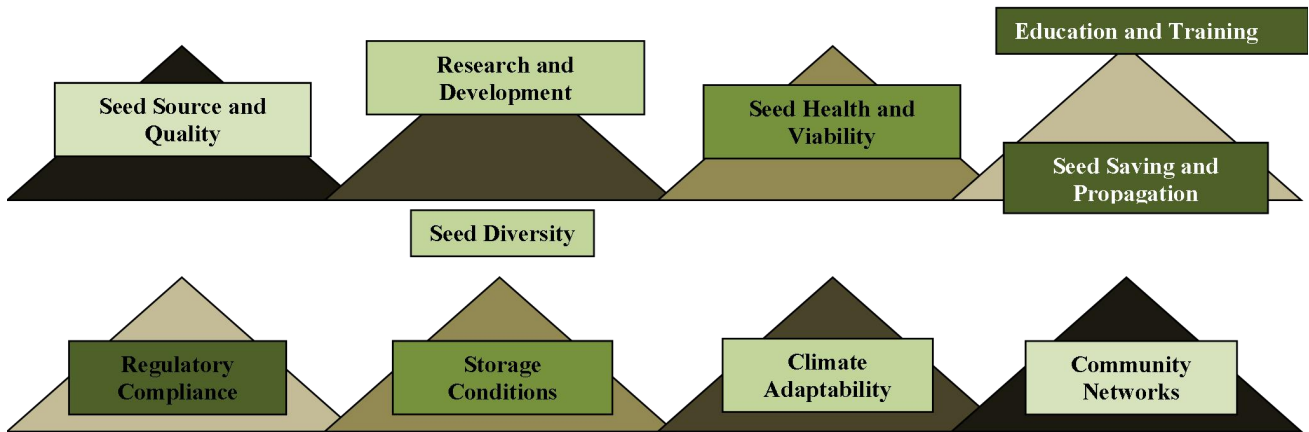 Education and Training
Seed Source and
Quality
Research and
Development
Seed Health and
Viability
Seed Saving and
Propagation
Seed Diversity
Regulatory
Compliance
Storage
Conditions
Climate
Adaptability
Community
Networks